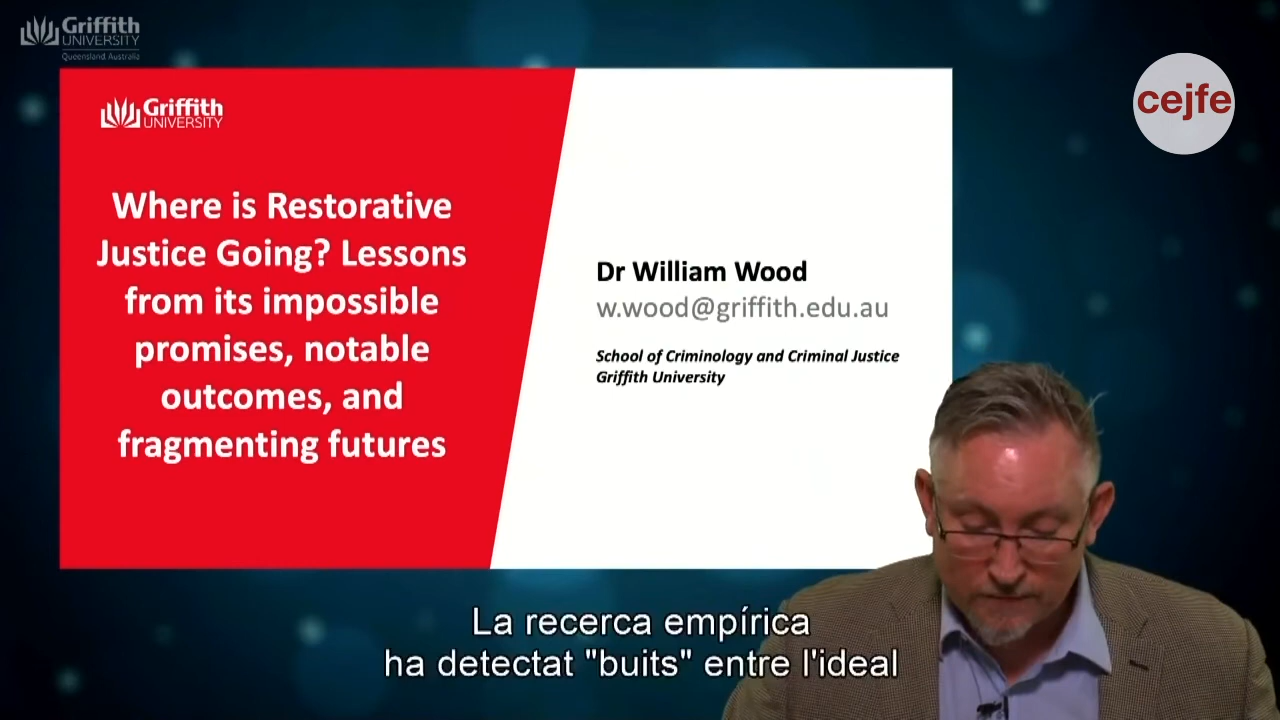 Griffith
UNIVERSITY
Queensland, Australia
cejfe
Griffith
UNIVERSITY
Where is Restorative
Justice Going? Lessons
from its impossible
promises, notable
outcomes, and
fragmenting futures
Dr William Wood
w.wood@griffith.edu.au
School of Criminology and Criminal Justice
Griffith University
La recerca empírica
ha detectat "buits" entre l'ideal